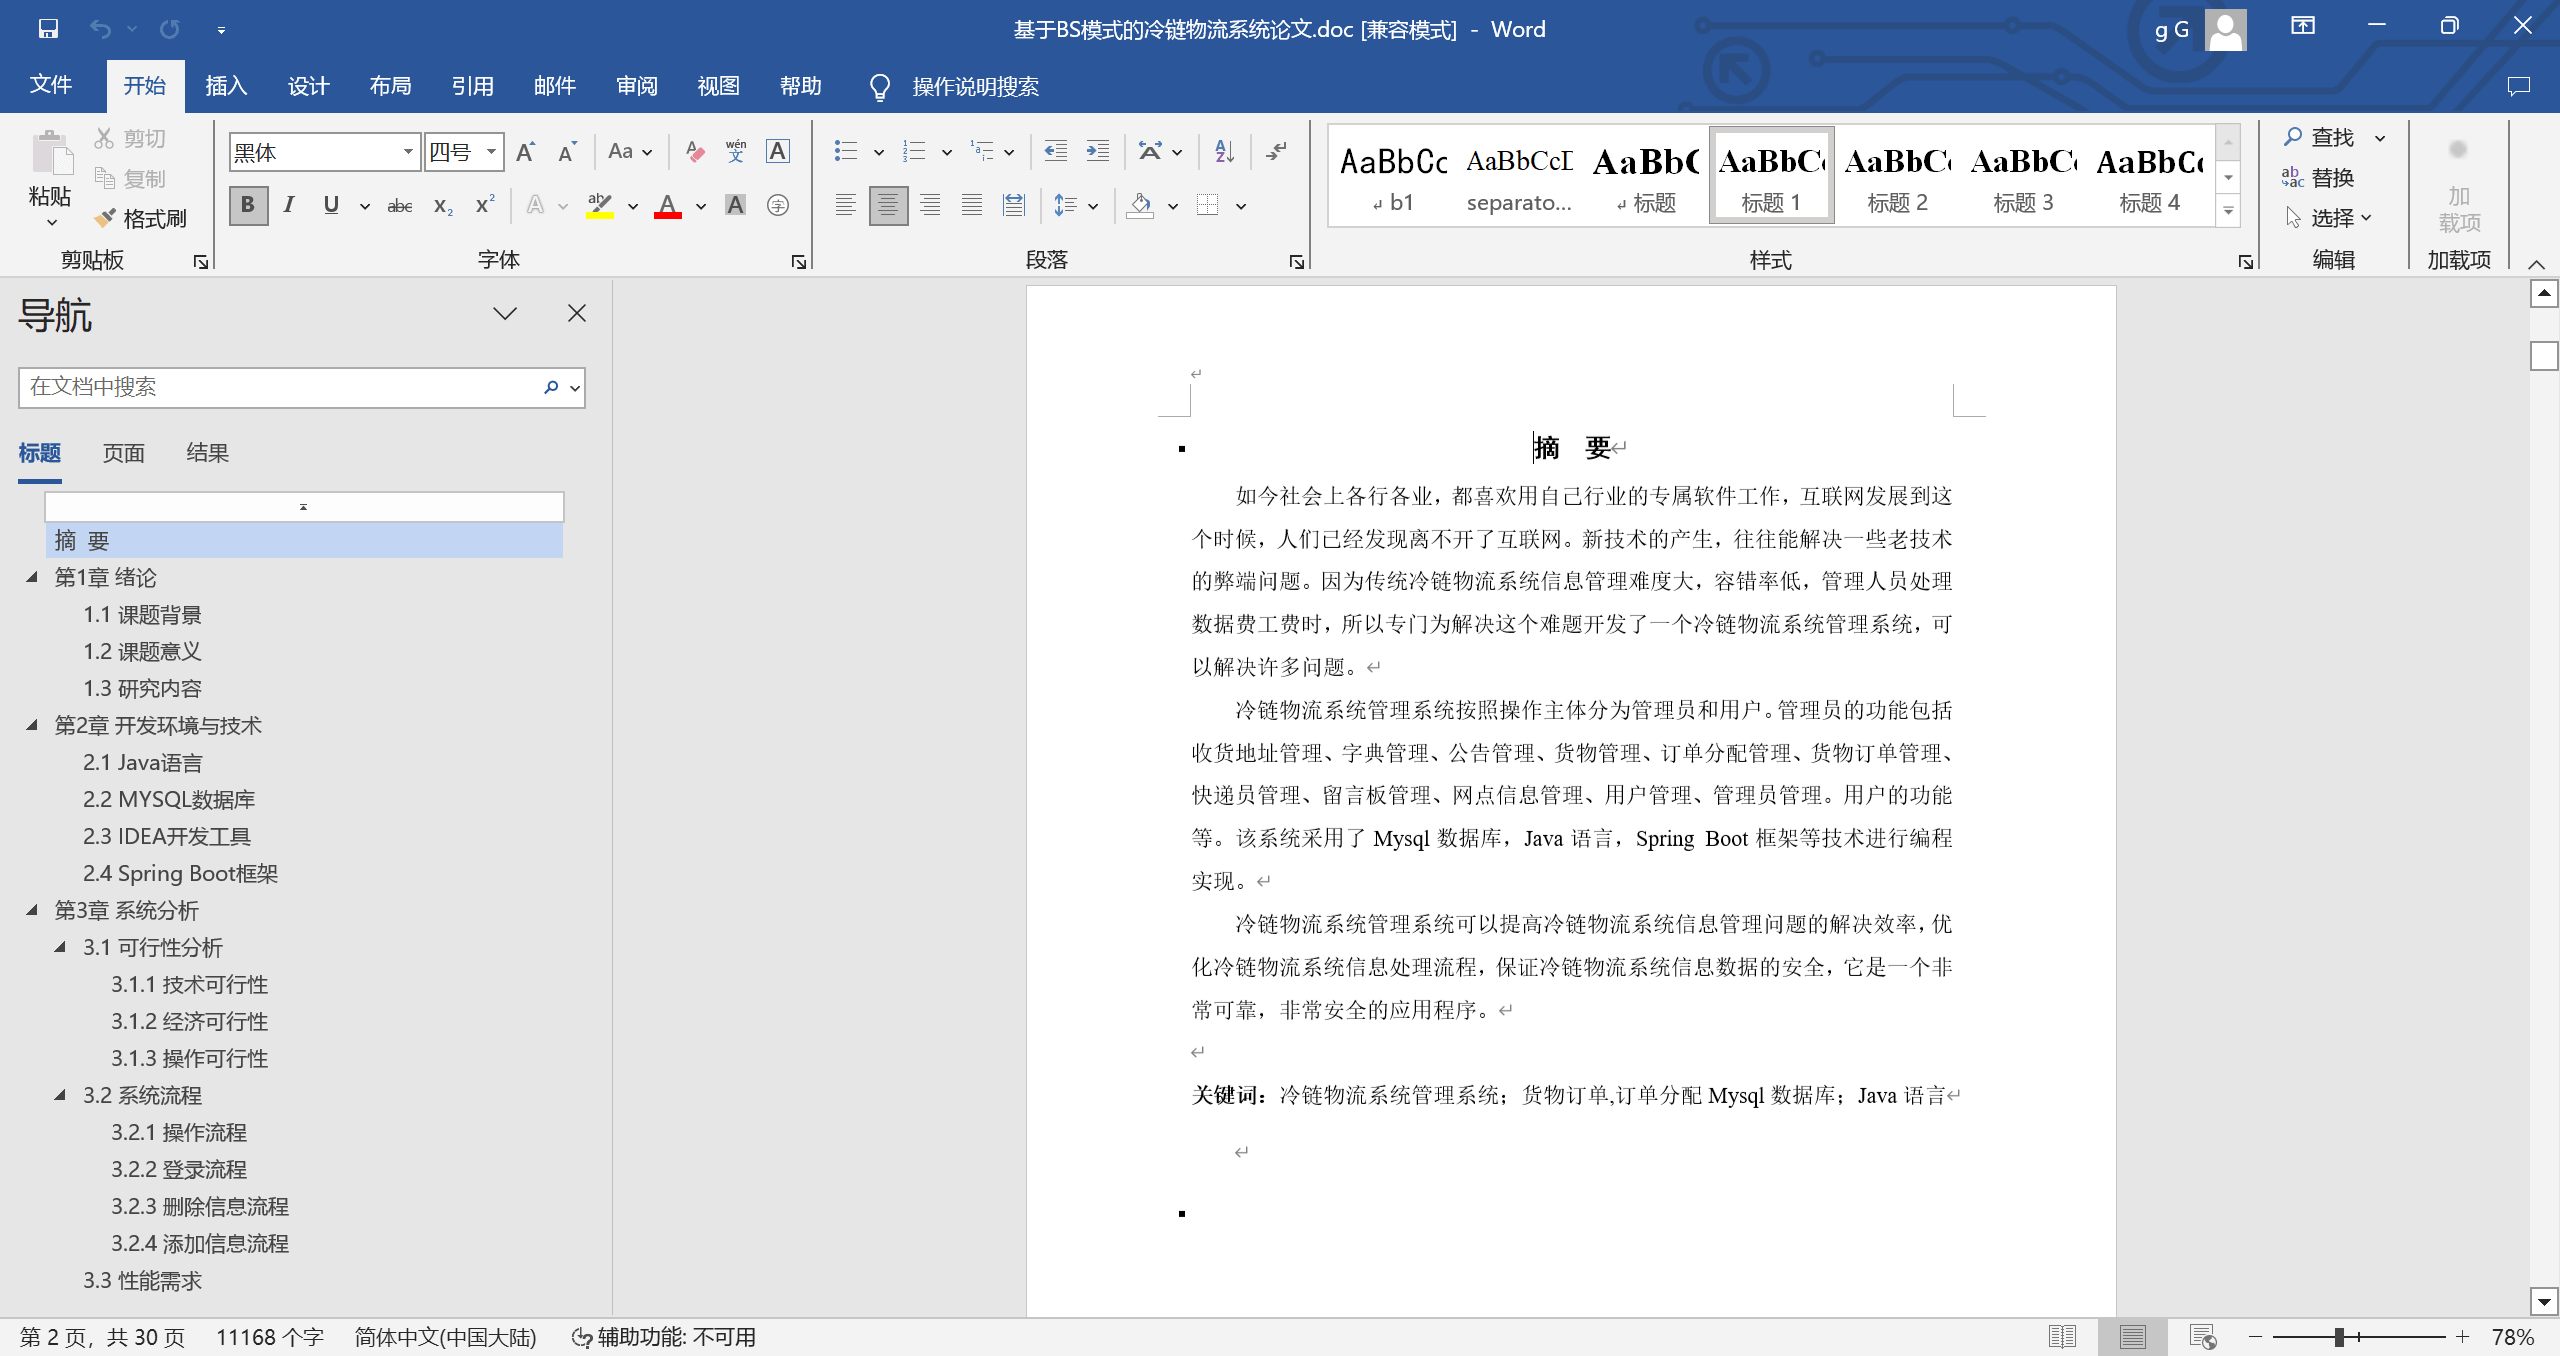 基于BS模式的冷链物流系统论文.doc [兼容模式] - Word
g G
文件 开始 插入 设计 布局 引用 邮件 审阅 视图 帮助 操作说明搜索
粘贴 剪切 复制 格式刷
剪贴板
黑体 四号 Aa wén 文 A
B I U abc X₂ X² A ab A A 字
字体
段落
AaBbCc AaBbCcD AaBbC AaBbCc AaBbCc AaBbCc AaBbCc
b1 separato... 标题 标题 1 标题 2 标题 3 标题 4
样式
查找
替换
选择
编辑
加载项
加载项
导航
在文档中搜索
标题 页面 结果
摘 要
第1章 绪论
1.1 课题背景
1.2 课题意义
1.3 研究内容
第2章 开发环境与技术
2.1 Java语言
2.2 MYSQL数据库
2.3 IDEA开发工具
2.4 Spring Boot框架
第3章 系统分析
3.1 可行性分析
3.1.1 技术可行性
3.1.2 经济可行性
3.1.3 操作可行性
3.2 系统流程
3.2.1 操作流程
3.2.2 登录流程
3.2.3 删除信息流程
3.2.4 添加信息流程
3.3 性能需求
摘 要
如今社会上各行各业，都喜欢用自己行业的专属软件工作，互联网发展到这
个时候，人们已经发现离不开了互联网。新技术的产生，往往能解决一些老技术
的弊端问题。因为传统冷链物流系统信息管理难度大，容错率低，管理人员处理
数据费工费时，所以专门为解决这个难题开发了一个冷链物流系统管理系统，可
以解决许多问题。
冷链物流系统管理系统按照操作主体分为管理员和用户。管理员的功能包括
收货地址管理、字典管理、公告管理、货物管理、订单分配管理、货物订单管理、
快递员管理、留言板管理、网点信息管理、用户管理、管理员管理。用户的功能
等。该系统采用了 Mysql 数据库，Java 语言，Spring Boot 框架等技术进行编程
实现。
冷链物流系统管理系统可以提高冷链物流系统信息管理问题的解决效率，优
化冷链物流系统信息处理流程，保证冷链物流系统信息数据的安全，它是一个非
常可靠，非常安全的应用程序。
关键词：冷链物流系统管理系统；货物订单,订单分配 Mysql 数据库；Java 语言
第 2 页，共 30 页 11168 个字 简体中文(中国大陆) 辅助功能: 不可用 78%